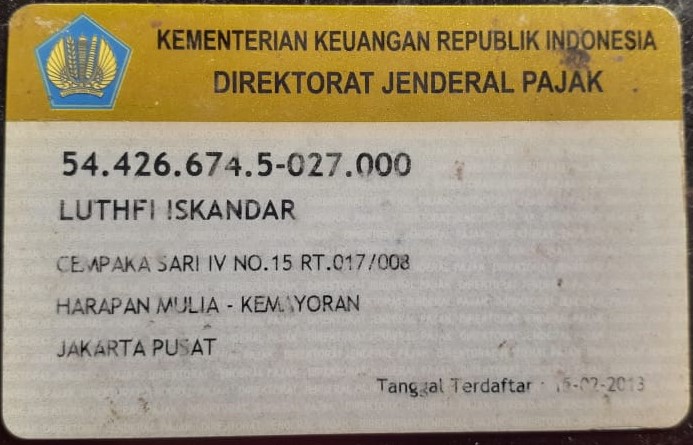 KEMENTERIAN KEUANGAN REPUBLIK INDONESIA
DIREKTORAT JENDERAL PAJAK
54.426.674.5-027.000
LUTHFI ISKANDAR
CEMPAKA SARI IV NO.15 RT.017/008
HARAPAN MULIA - KEMAYORAN
JAKARTA PUSAT
Tanggal Terdaftar :